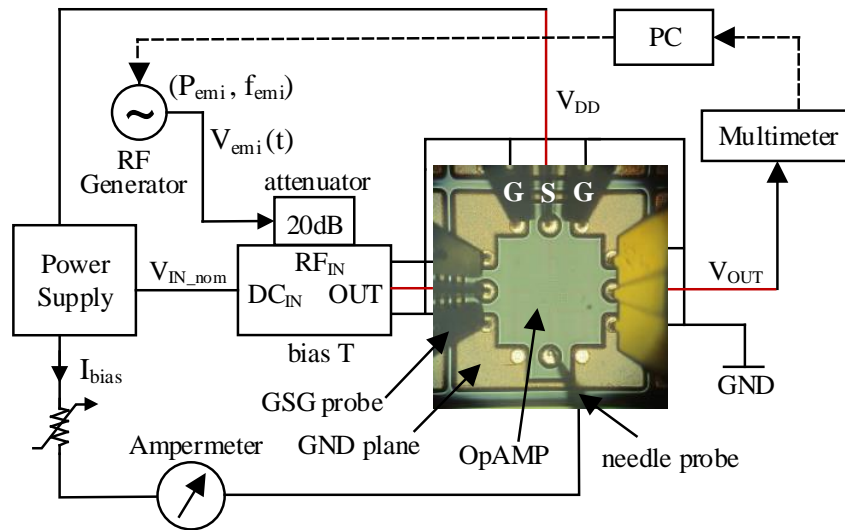 PC
(P_emi, f_emi)
V_DD
Multimeter
~
V_emi(t)
RF
Generator
attenuator
G S G
20dB
RF_IN
Power
Supply
V_IN_nom
DC_IN OUT
V_OUT
bias T
I_bias
GSG probe
GND
Ampermeter
GND plane
OpAMP
needle probe